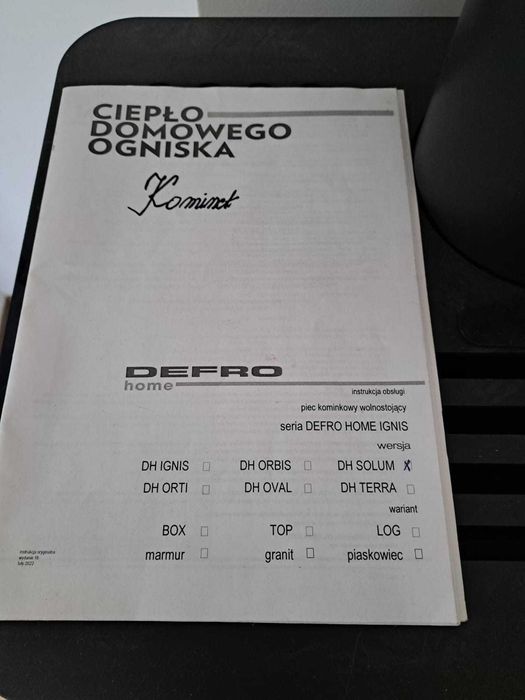 CIEPŁO
DOMOWEGO
OGNISKA
Kominek
DEFRO
home
instrukcja obsługi
piec kominkowy wolnostojący
seria DEFRO HOME IGNIS
wersja
DH IGNIS ☐ DH ORBIS ☐ DH SOLUM ☒
DH ORTI ☐ DH OVAL ☐ DH TERRA ☐
wariant
BOX ☐ TOP ☐ LOG ☐
marmur ☐ granit ☐ piaskowiec ☐
instrukcja oryginalna
wydanie 18
luty 2022